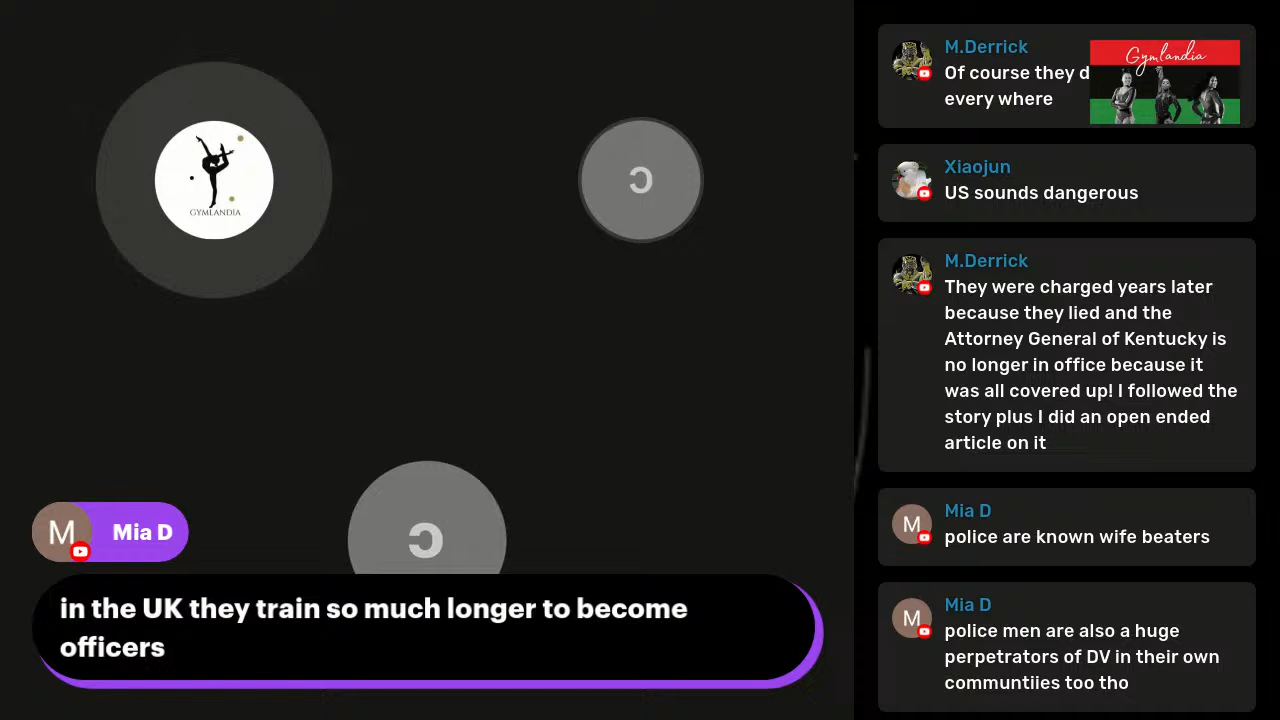 GYMLANDIA
Ɔ
Ɔ
M
Mia D
in the UK they train so much longer to become
officers
M.Derrick
Of course they d
every where
Gymlandia
Xiaojun
US sounds dangerous
M.Derrick
They were charged years later
because they lied and the
Attorney General of Kentucky is
no longer in office because it
was all covered up! I followed the
story plus I did an open ended
article on it
M
Mia D
police are known wife beaters
M
Mia D
police men are also a huge
perpetrators of DV in their own
communtiies too tho